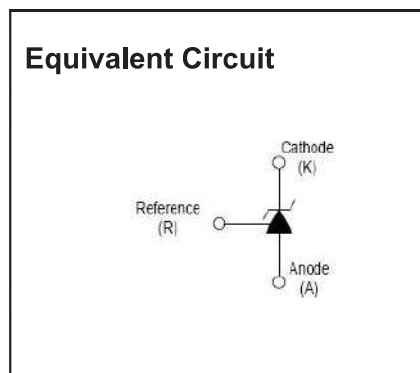 Equivalent Circuit
Cathode
(K)
Reference
(R)
Anode
(A)